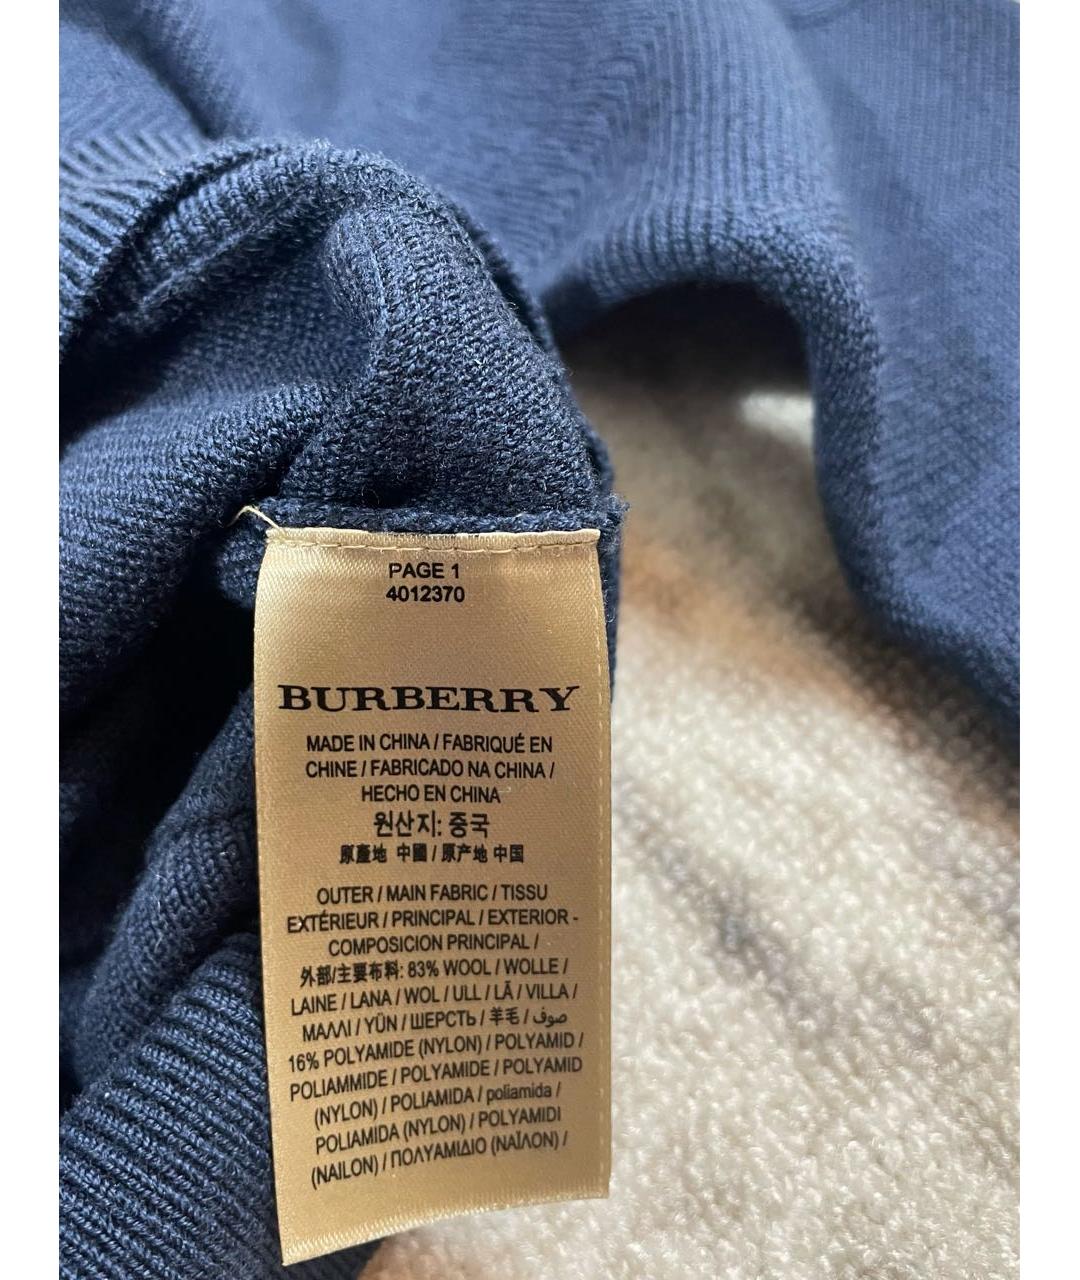 PAGE 1
4012370
BURBERRY
MADE IN CHINA / FABRIQUÉ EN
CHINE / FABRICADO NA CHINA /
HECHO EN CHINA
원산지: 중국
原產地 中國 / 原产地 中国
OUTER / MAIN FABRIC / TISSU
EXTÉRIEUR / PRINCIPAL / EXTERIOR -
COMPOSICION PRINCIPAL /
外部/主要布料: 83% WOOL / WOLLE /
LAINE / LANA / WOL / ULL / LÃ / VILLA /
ΜΑΛΛΙ / YÜN / ШЕРСТЬ / 羊毛 / صوف /
16% POLYAMIDE (NYLON) / POLYAMID /
POLIAMMIDE / POLYAMIDE / POLYAMID
(NYLON) / POLIAMIDA / poliamida /
POLIAMIDA (NYLON) / POLYAMIDI
(NAILON) / ΠΟΛΥΑΜΙΔΙΟ (ΝΑΪΛΟΝ) /